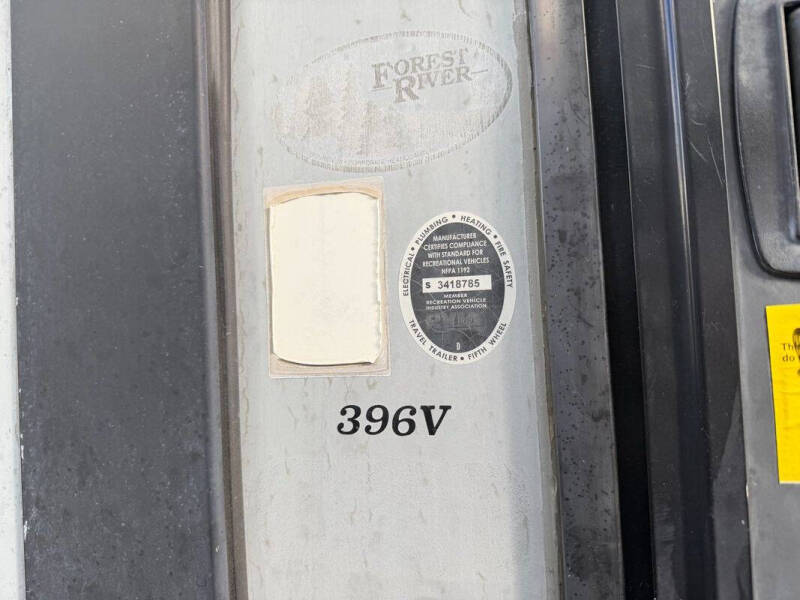 FOREST
RIVER
ELECTRICAL • PLUMBING • HEATING • FIRE SAFETY
MANUFACTURER
CERTIFIES COMPLIANCE
WITH STANDARD FOR
RECREATIONAL VEHICLES
NFPA 1192
S 3418785
MEMBER
RECREATION VEHICLE
INDUSTRY ASSOCIATION
D
TRAVEL TRAILER • FIFTH WHEEL
396V
do